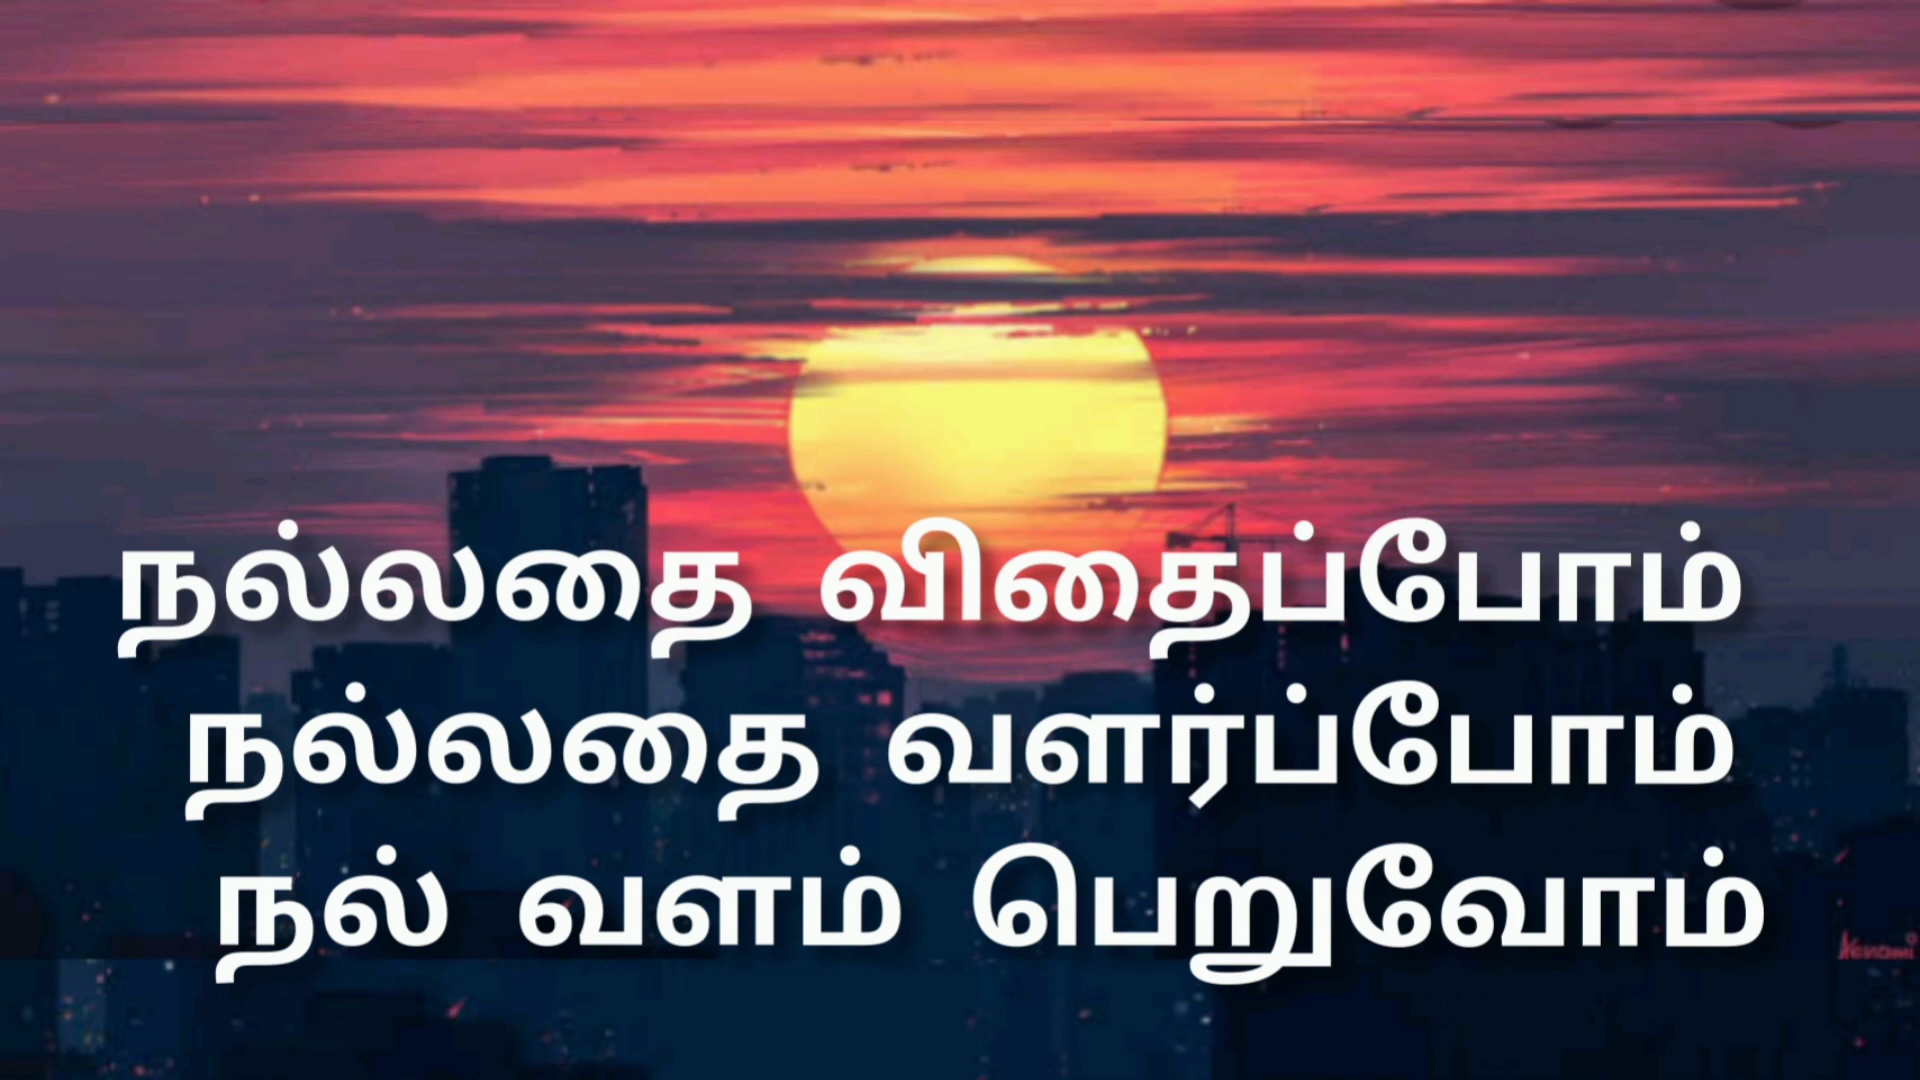 நல்லதை விதைப்போம்
நல்லதை வளர்ப்போம்
நல் வளம் பெறுவோம்